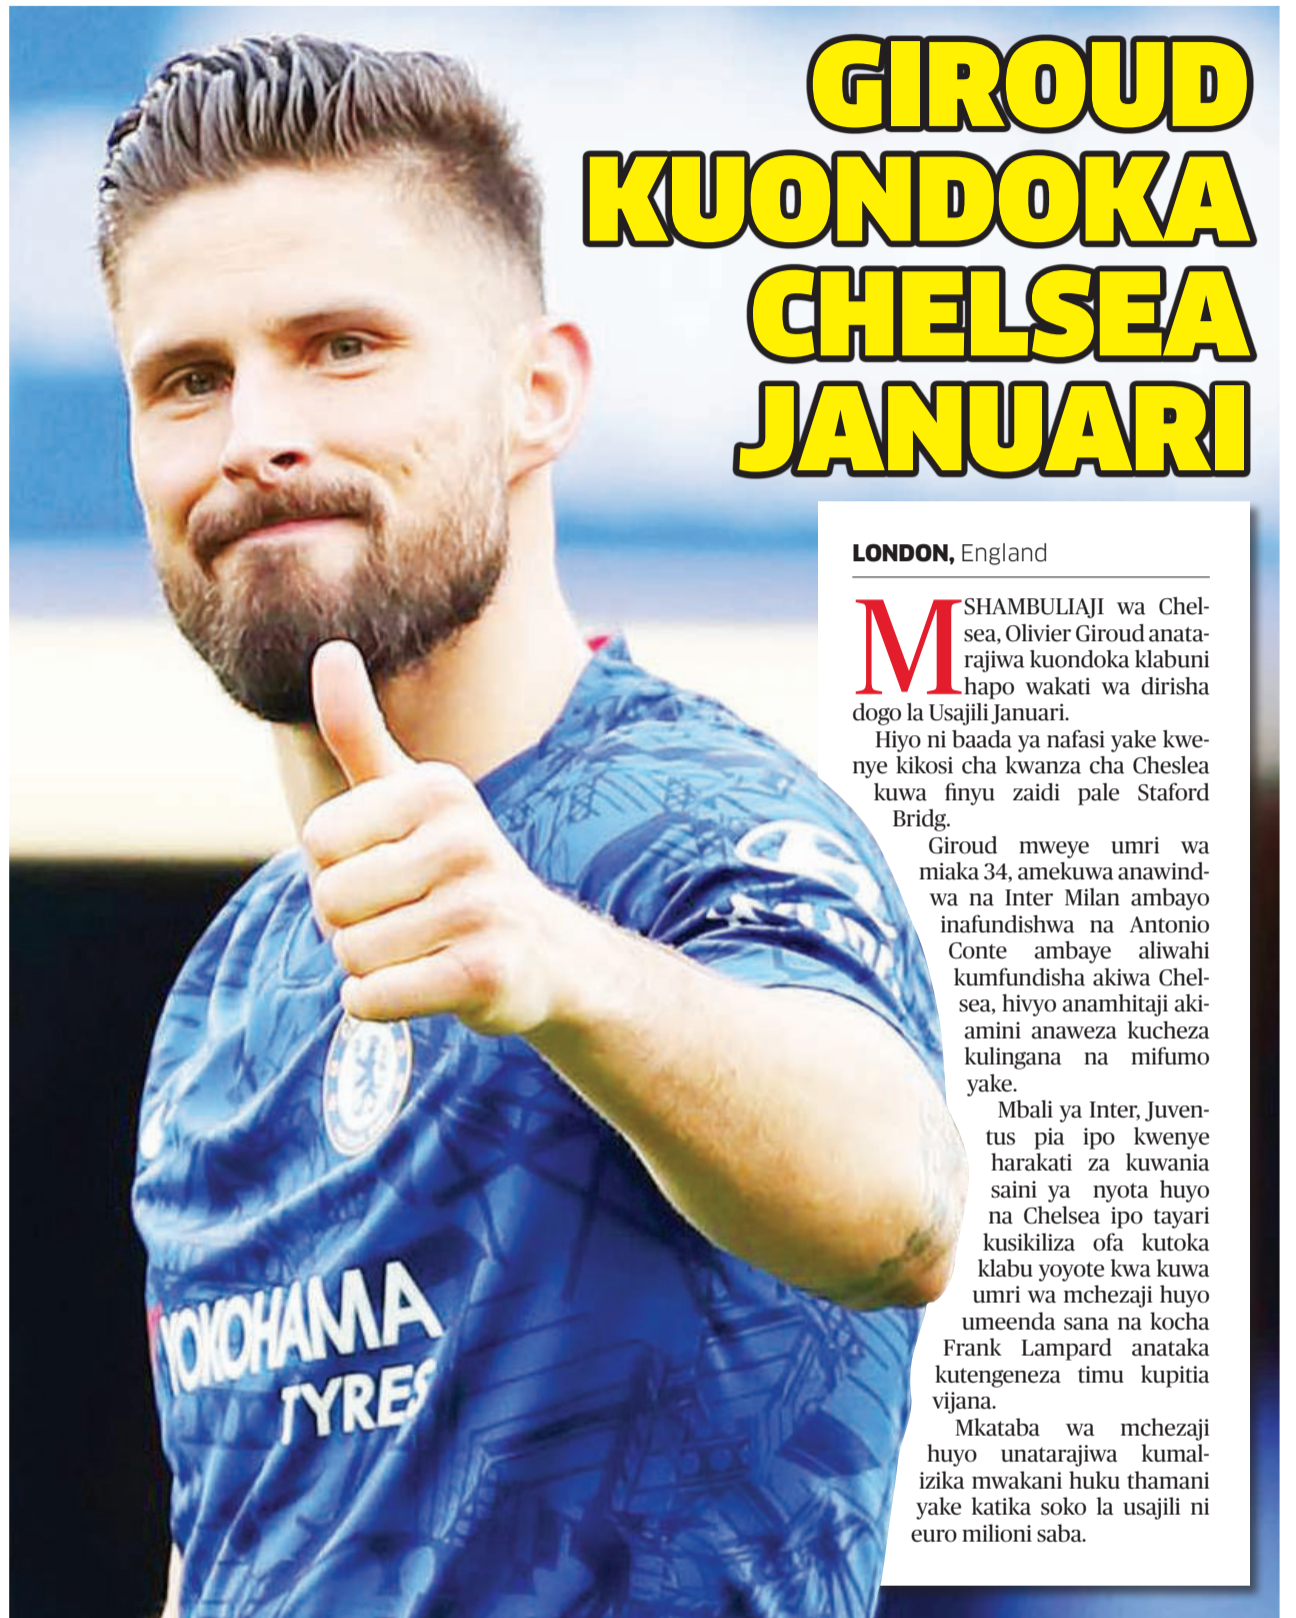 GIROUD
KUONDOKA
CHELSEA
JANUARI
LONDON, England
MSHAMBULIAJI wa Chel-
sea, Olivier Giroud anata-
rajiwa kuondoka klabuni
hapo wakati wa dirisha
dogo la Usajili Januari.
Hiyo ni baada ya nafasi yake kwe-
nye kikosi cha kwanza cha Cheslea
kuwa finyu zaidi pale Staford
Bridg.
Giroud mweye umri wa
miaka 34, amekuwa anawind-
wa na Inter Milan ambayo
inafundishwa na Antonio
Conte ambaye aliwahi
kumfundisha akiwa Chel-
sea, hivyo anamhitaji aki-
amini anaweza kucheza
kulingana na mifumo
yake.
Mbali ya Inter, Juven-
tus pia ipo kwenye
harakati za kuwania
saini ya nyota huyo
na Chelsea ipo tayari
kusikiliza ofa kutoka
klabu yoyote kwa kuwa
umri wa mchezaji huyo
umeenda sana na kocha
Frank Lampard anataka
kutengeneza timu kupitia
vijana.
Mkataba wa mchezaji
huyo unatarajiwa kumal-
izika mwakani huku thamani
yake katika soko la usajili ni
euro milioni saba.
YOKOHAMA
TYRES